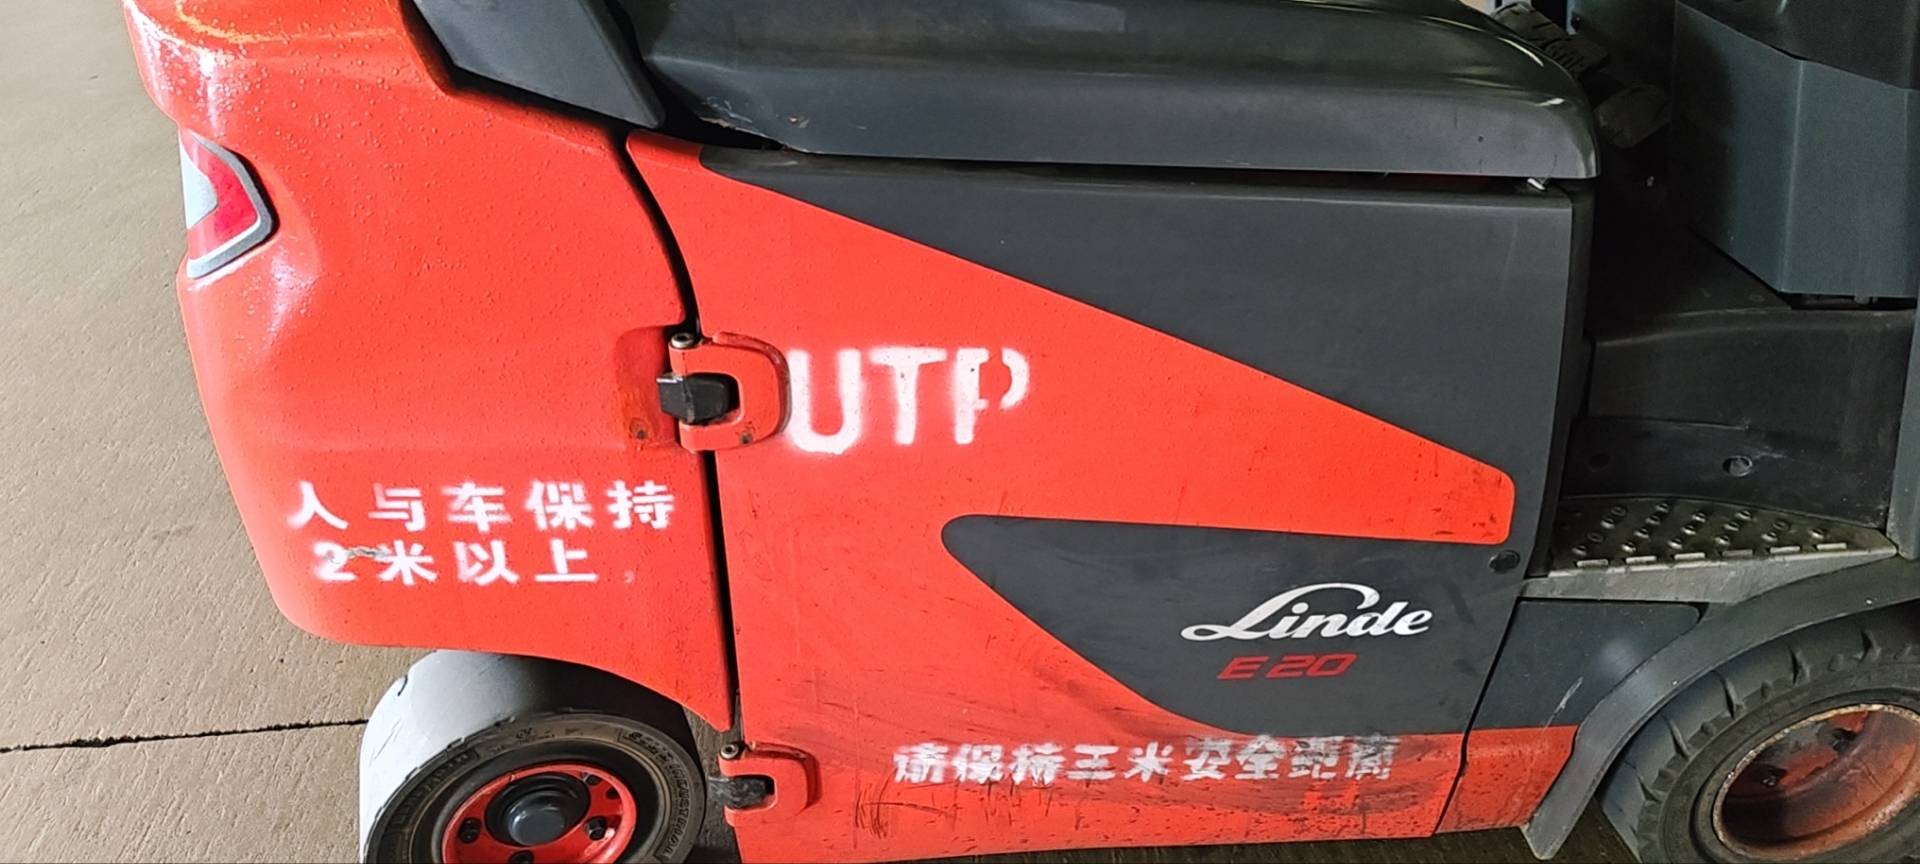 UTP
人与车保持
2米以上
Linde
E20
请保持三米安全距离